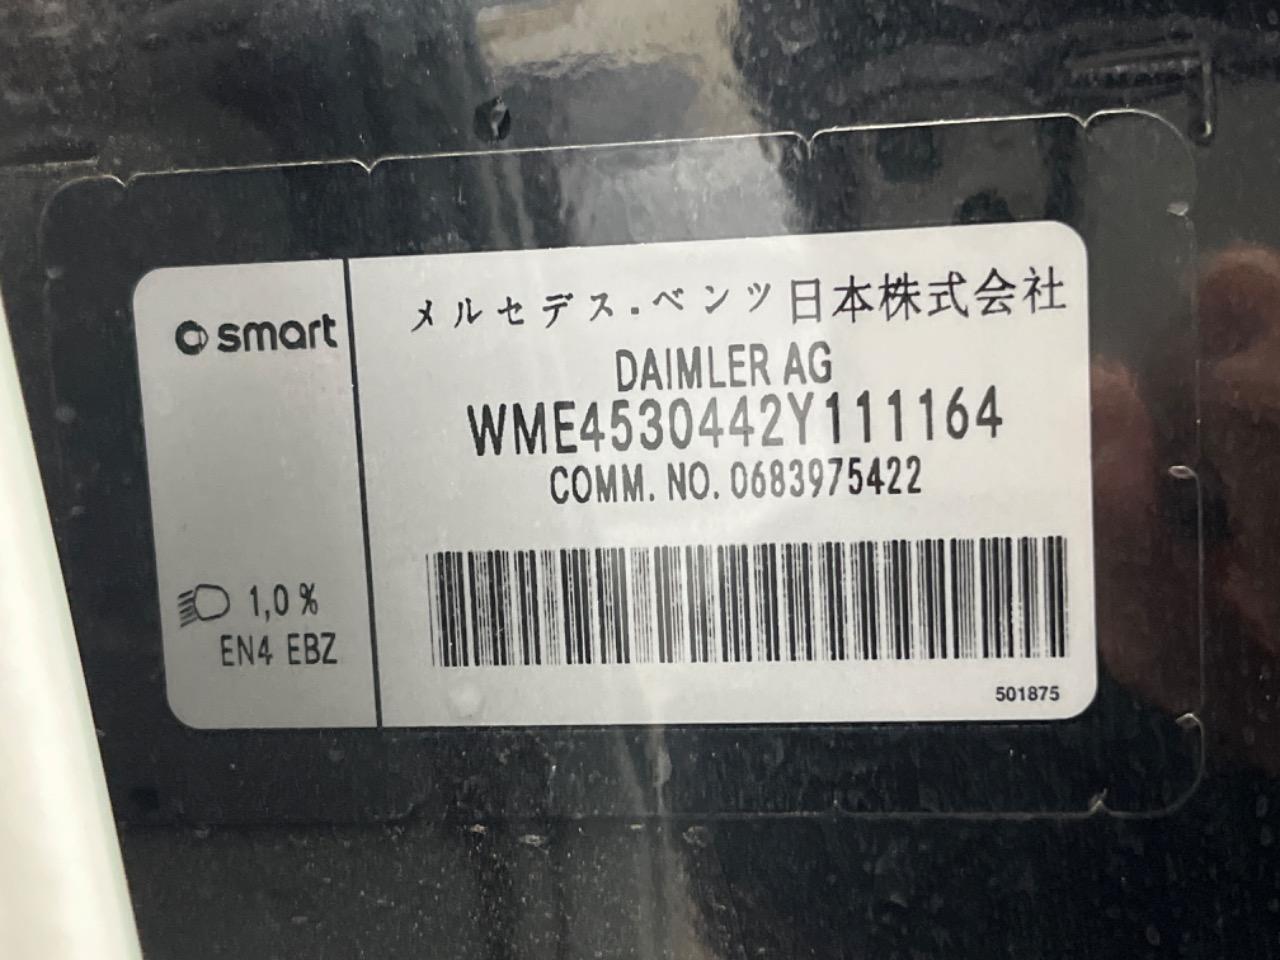 smart
メルセデス・ベンツ日本株式会社
DAIMLER AG
WME4530442Y111164
COMM. NO. 0683975422
1,0 %
EN4 EBZ
501875